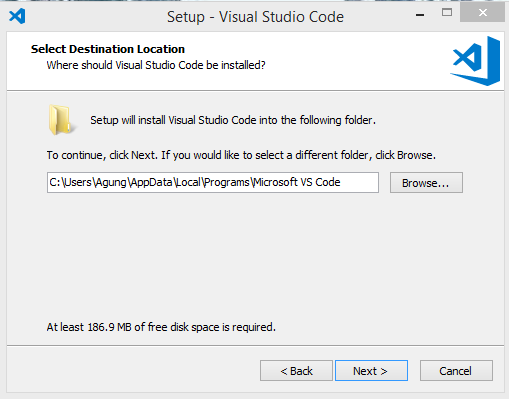 Setup - Visual Studio Code
Select Destination Location
Where should Visual Studio Code be installed?
Setup will install Visual Studio Code into the following folder.
To continue, click Next. If you would like to select a different folder, click Browse.
C:\Users\Agung\AppData\Local\Programs\Microsoft VS Code
Browse...
At least 186.9 MB of free disk space is required.
< Back
Next >
Cancel